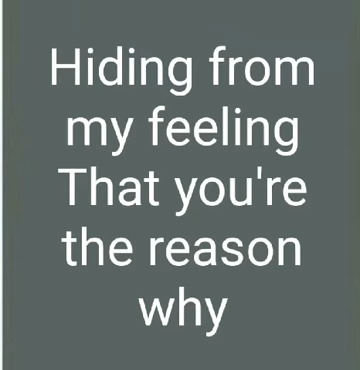 Hiding from
my feeling
That you're
the reason
why